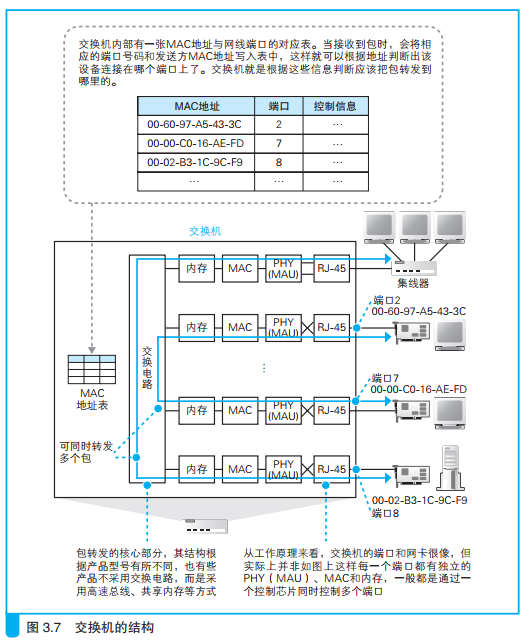 交换机内部有一张MAC地址与网线端口的对应表。当接收到包时，会将相
应的端口号码和发送方MAC地址写入表中，这样就可以根据地址判断出该
设备连接在哪个端口上了。交换机就是根据这些信息判断应该把包转发到
哪里的。
MAC地址 端口 控制信息
00-60-97-A5-43-3C 2 …
00-00-C0-16-AE-FD 7 …
00-02-B3-1C-9C-F9 8 …
… … …
交换机
内存 MAC PHY (MAU) RJ-45
集线器
端口2
00-60-97-A5-43-3C
内存 MAC PHY (MAU) RJ-45
交换电路
…
MAC
地址表
端口7
00-00-C0-16-AE-FD
内存 MAC PHY (MAU) RJ-45
可同时转发
多个包
内存 MAC PHY (MAU) RJ-45
00-02-B3-1C-9C-F9
端口8
包转发的核心部分，其结构根
据产品型号有所不同，也有些
产品不采用交换电路，而是采
用高速总线、共享内存等方式
从工作原理来看，交换机的端口和网卡很像，但
实际上并非如图上这样每一个端口都有独立的
PHY（MAU）、MAC和内存，一般都是通过一
个控制芯片同时控制多个端口
图 3.7 交换机的结构